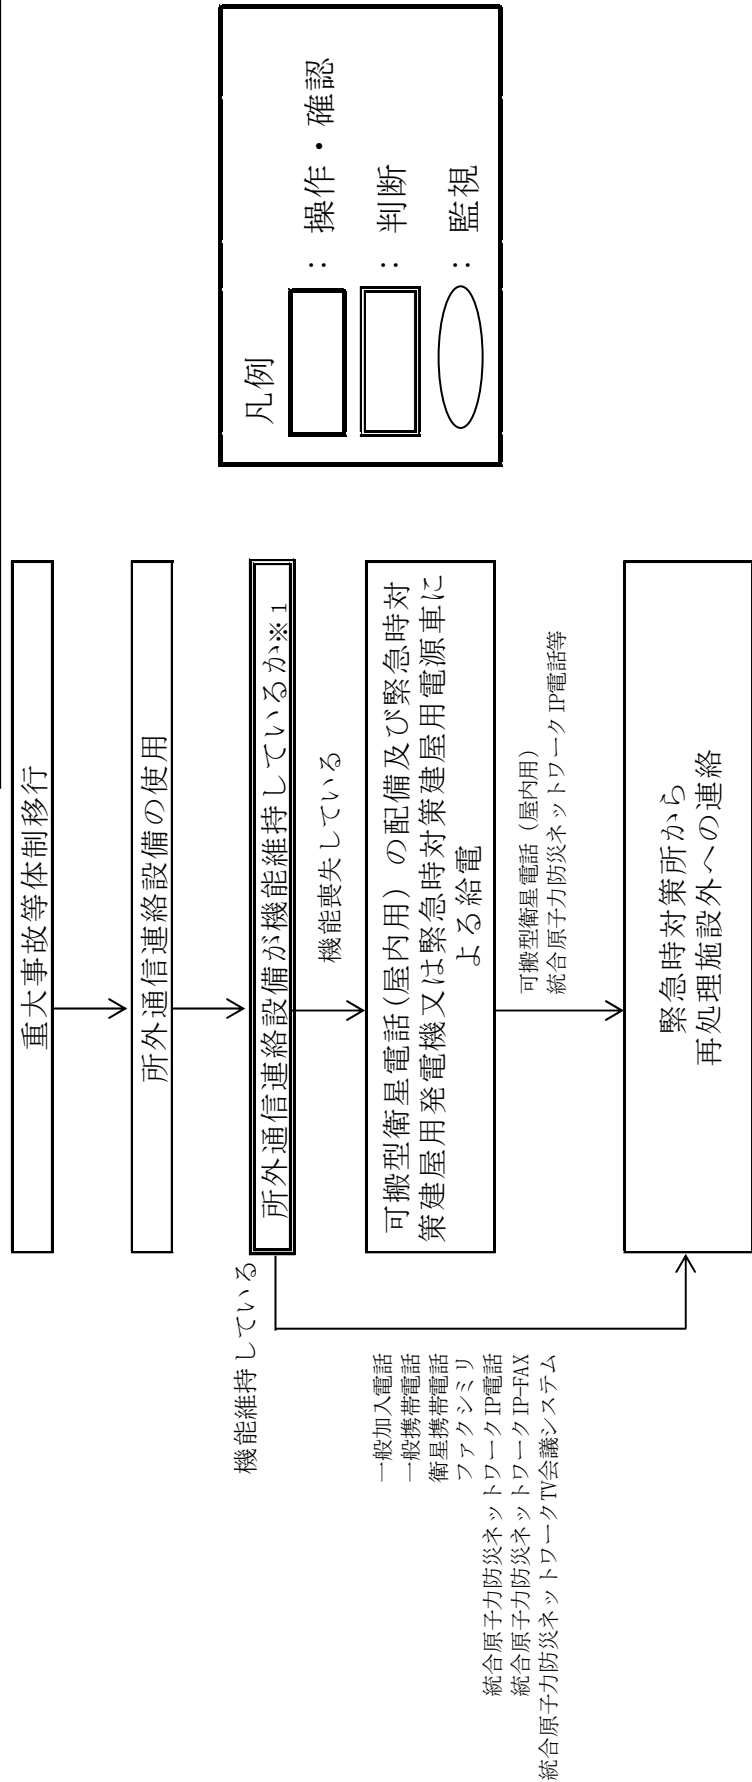 重大事故等体制移行
所外通信連絡設備の使用
所外通信連絡設備が機能維持しているか※1
機能喪失している
機能維持している
可搬型衛星電話(屋内用)の配備及び緊急時対
策建屋用発電機又は緊急時対策建屋用電源車に
よる給電
可搬型衛星電話(屋内用)
統合原子力防災ネットワークIP電話等
一般加入電話
一般携帯電話
衛星携帯電話
ファクシミリ
統合原子力防災ネットワークIP電話
統合原子力防災ネットワークIP-FAX
統合原子力防災ネットワークTV会議システム
緊急時対策所から
再処理施設外への連絡
凡例
:操作・確認
:判断
:監視